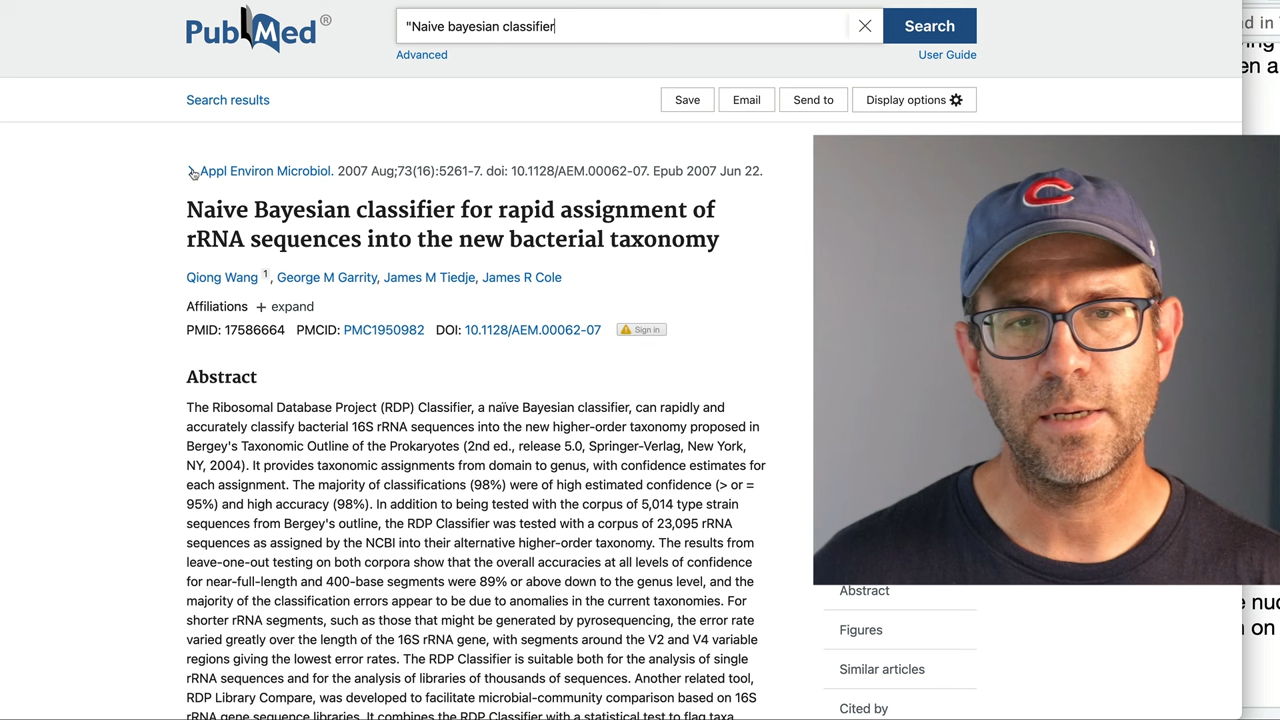 PubMed®
"Naive bayesian classifier
Search
Advanced
User Guide
Search results
Save
Email
Send to
Display options
Appl Environ Microbiol. 2007 Aug;73(16):5261-7. doi: 10.1128/AEM.00062-07. Epub 2007 Jun 22.
Naive Bayesian classifier for rapid assignment of
rRNA sequences into the new bacterial taxonomy
Qiong Wang 1, George M Garrity, James M Tiedje, James R Cole
Affiliations + expand
PMID: 17586664 PMCID: PMC1950982 DOI: 10.1128/AEM.00062-07 Sign in
Abstract
The Ribosomal Database Project (RDP) Classifier, a naïve Bayesian classifier, can rapidly and
accurately classify bacterial 16S rRNA sequences into the new higher-order taxonomy proposed in
Bergey's Taxonomic Outline of the Prokaryotes (2nd ed., release 5.0, Springer-Verlag, New York,
NY, 2004). It provides taxonomic assignments from domain to genus, with confidence estimates for
each assignment. The majority of classifications (98%) were of high estimated confidence (> or =
95%) and high accuracy (98%). In addition to being tested with the corpus of 5,014 type strain
sequences from Bergey's outline, the RDP Classifier was tested with a corpus of 23,095 rRNA
sequences as assigned by the NCBI into their alternative higher-order taxonomy. The results from
leave-one-out testing on both corpora show that the overall accuracies at all levels of confidence
for near-full-length and 400-base segments were 89% or above down to the genus level, and the
majority of the classification errors appear to be due to anomalies in the current taxonomies. For
shorter rRNA segments, such as those that might be generated by pyrosequencing, the error rate
varied greatly over the length of the 16S rRNA gene, with segments around the V2 and V4 variable
regions giving the lowest error rates. The RDP Classifier is suitable both for the analysis of single
rRNA sequences and for the analysis of libraries of thousands of sequences. Another related tool,
RDP Library Compare, was developed to facilitate microbial-community comparison based on 16S
rRNA gene sequence libraries. It combines the RDP Classifier with a statistical test to flag taxa
C
Abstract
Figures
Similar articles
Cited by
d in
en a
e nuc
on